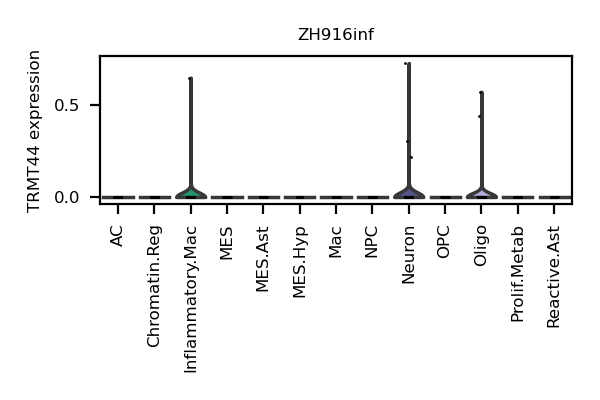 ZH916inf
TRMT44 expression
0.5
0.0
AC
Chromatin.Reg
Inflammatory.Mac
MES
MES.Ast
MES.Hyp
Mac
NPC
Neuron
OPC
Oligo
Prolif.Metab
Reactive.Ast